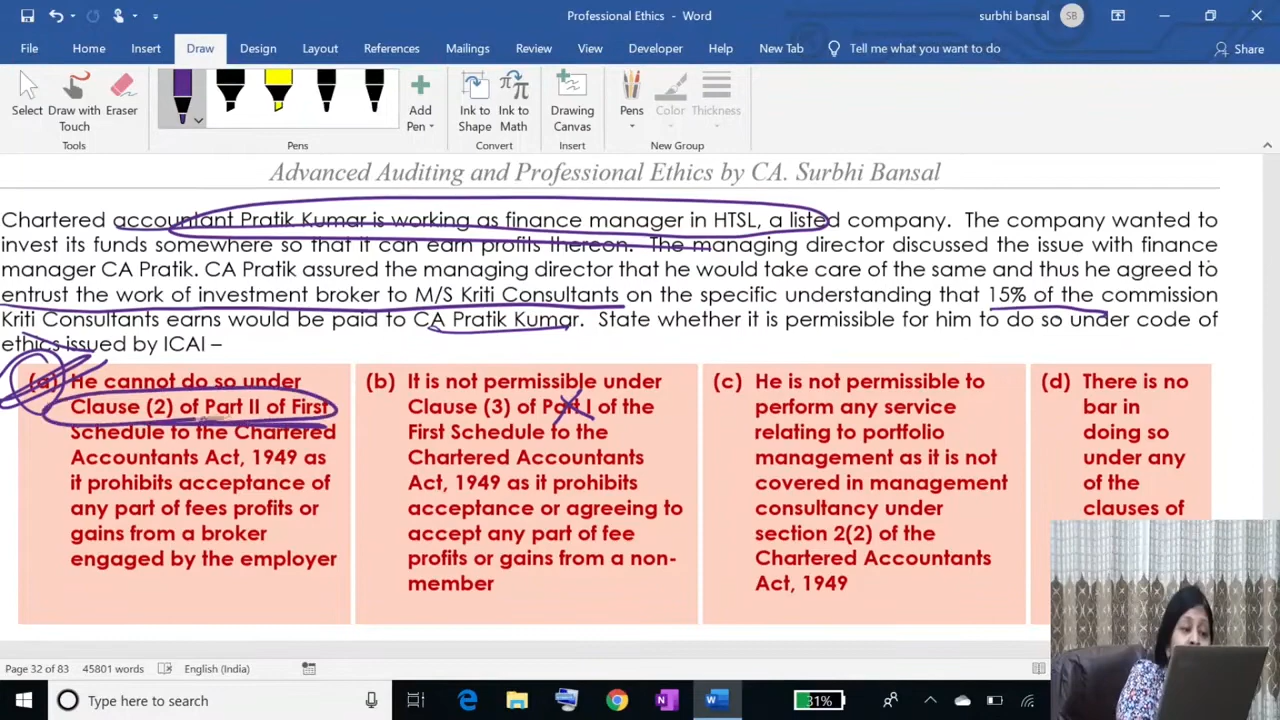 Professional Ethics - Word
surbhi bansal
SB
File Home Insert Draw Design Layout References Mailings Review View Developer Help New Tab Tell me what you want to do Share
Select Draw with Touch Eraser
Add Pen
Ink to Shape Ink to Math
Drawing Canvas
Pens Color Thickness
Tools Pens Convert Insert New Group
Advanced Auditing and Professional Ethics by CA. Surbhi Bansal
Chartered accountant Pratik Kumar is working as finance manager in HTSL, a listed company. The company wanted to
invest its funds somewhere so that it can earn profits thereon. The managing director discussed the issue with finance
manager CA Pratik. CA Pratik assured the managing director that he would take care of the same and thus he agreed to
entrust the work of investment broker to M/S Kriti Consultants on the specific understanding that 15% of the commission
Kriti Consultants earns would be paid to CA Pratik Kumar. State whether it is permissible for him to do so under code of
ethics issued by ICAI –
(a) He cannot do so under
Clause (2) of Part II of First
Schedule to the Chartered
Accountants Act, 1949 as
it prohibits acceptance of
any part of fees profits or
gains from a broker
engaged by the employer
(b) It is not permissible under
Clause (3) of Part I of the
First Schedule to the
Chartered Accountants
Act, 1949 as it prohibits
acceptance or agreeing to
accept any part of fee
profits or gains from a non-
member
(c) He is not permissible to
perform any service
relating to portfolio
management as it is not
covered in management
consultancy under
section 2(2) of the
Chartered Accountants
Act, 1949
(d) There is no
bar in
doing so
under any
of the
clauses of
Page 32 of 83 45801 words English (India)
Type here to search
31%